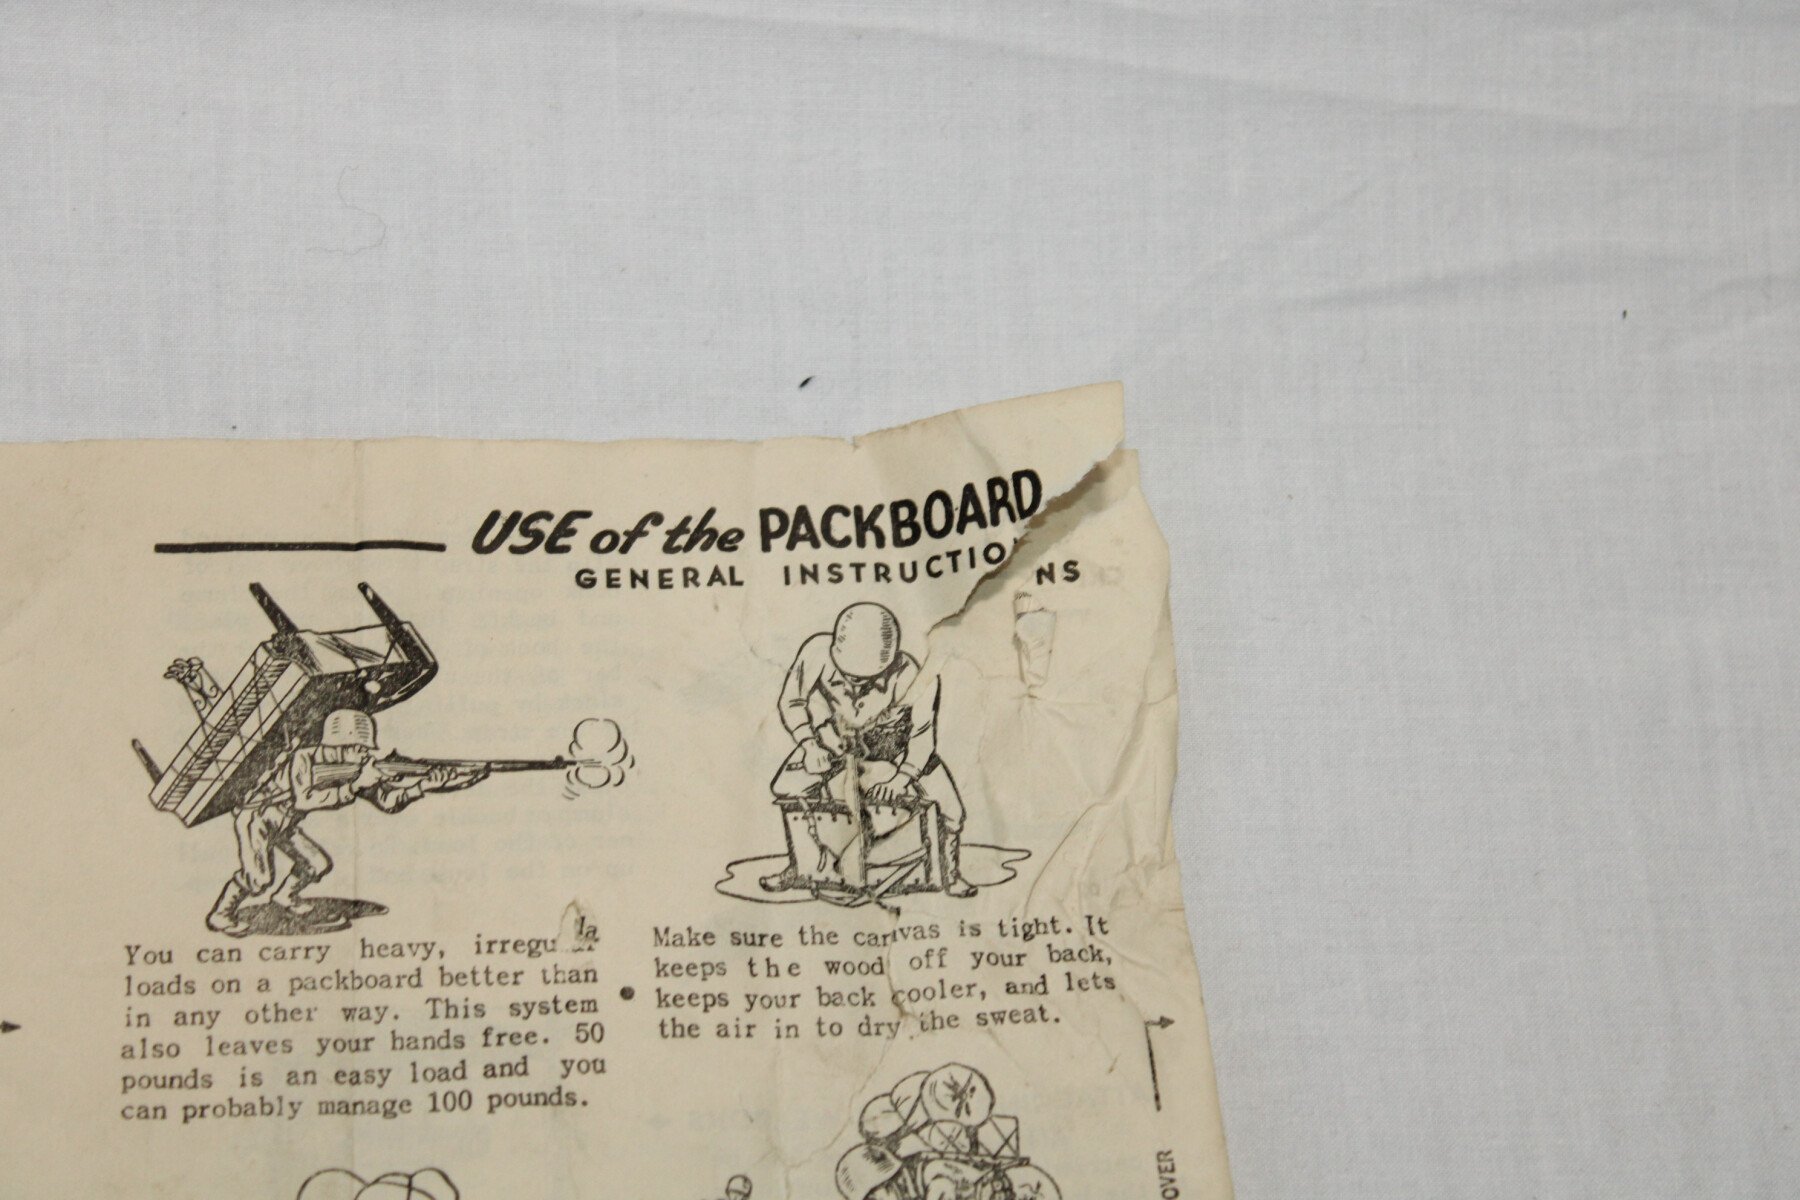 USE of the PACKBOARD
GENERAL INSTRUCTIONS
You can carry heavy, irregular
loads on a packboard better than
in any other way. This system
also leaves your hands free. 50
pounds is an easy load and you
can probably manage 100 pounds.
Make sure the canvas is tight. It
keeps the wood off your back,
keeps your back cooler, and lets
the air in to dry the sweat.
OVER